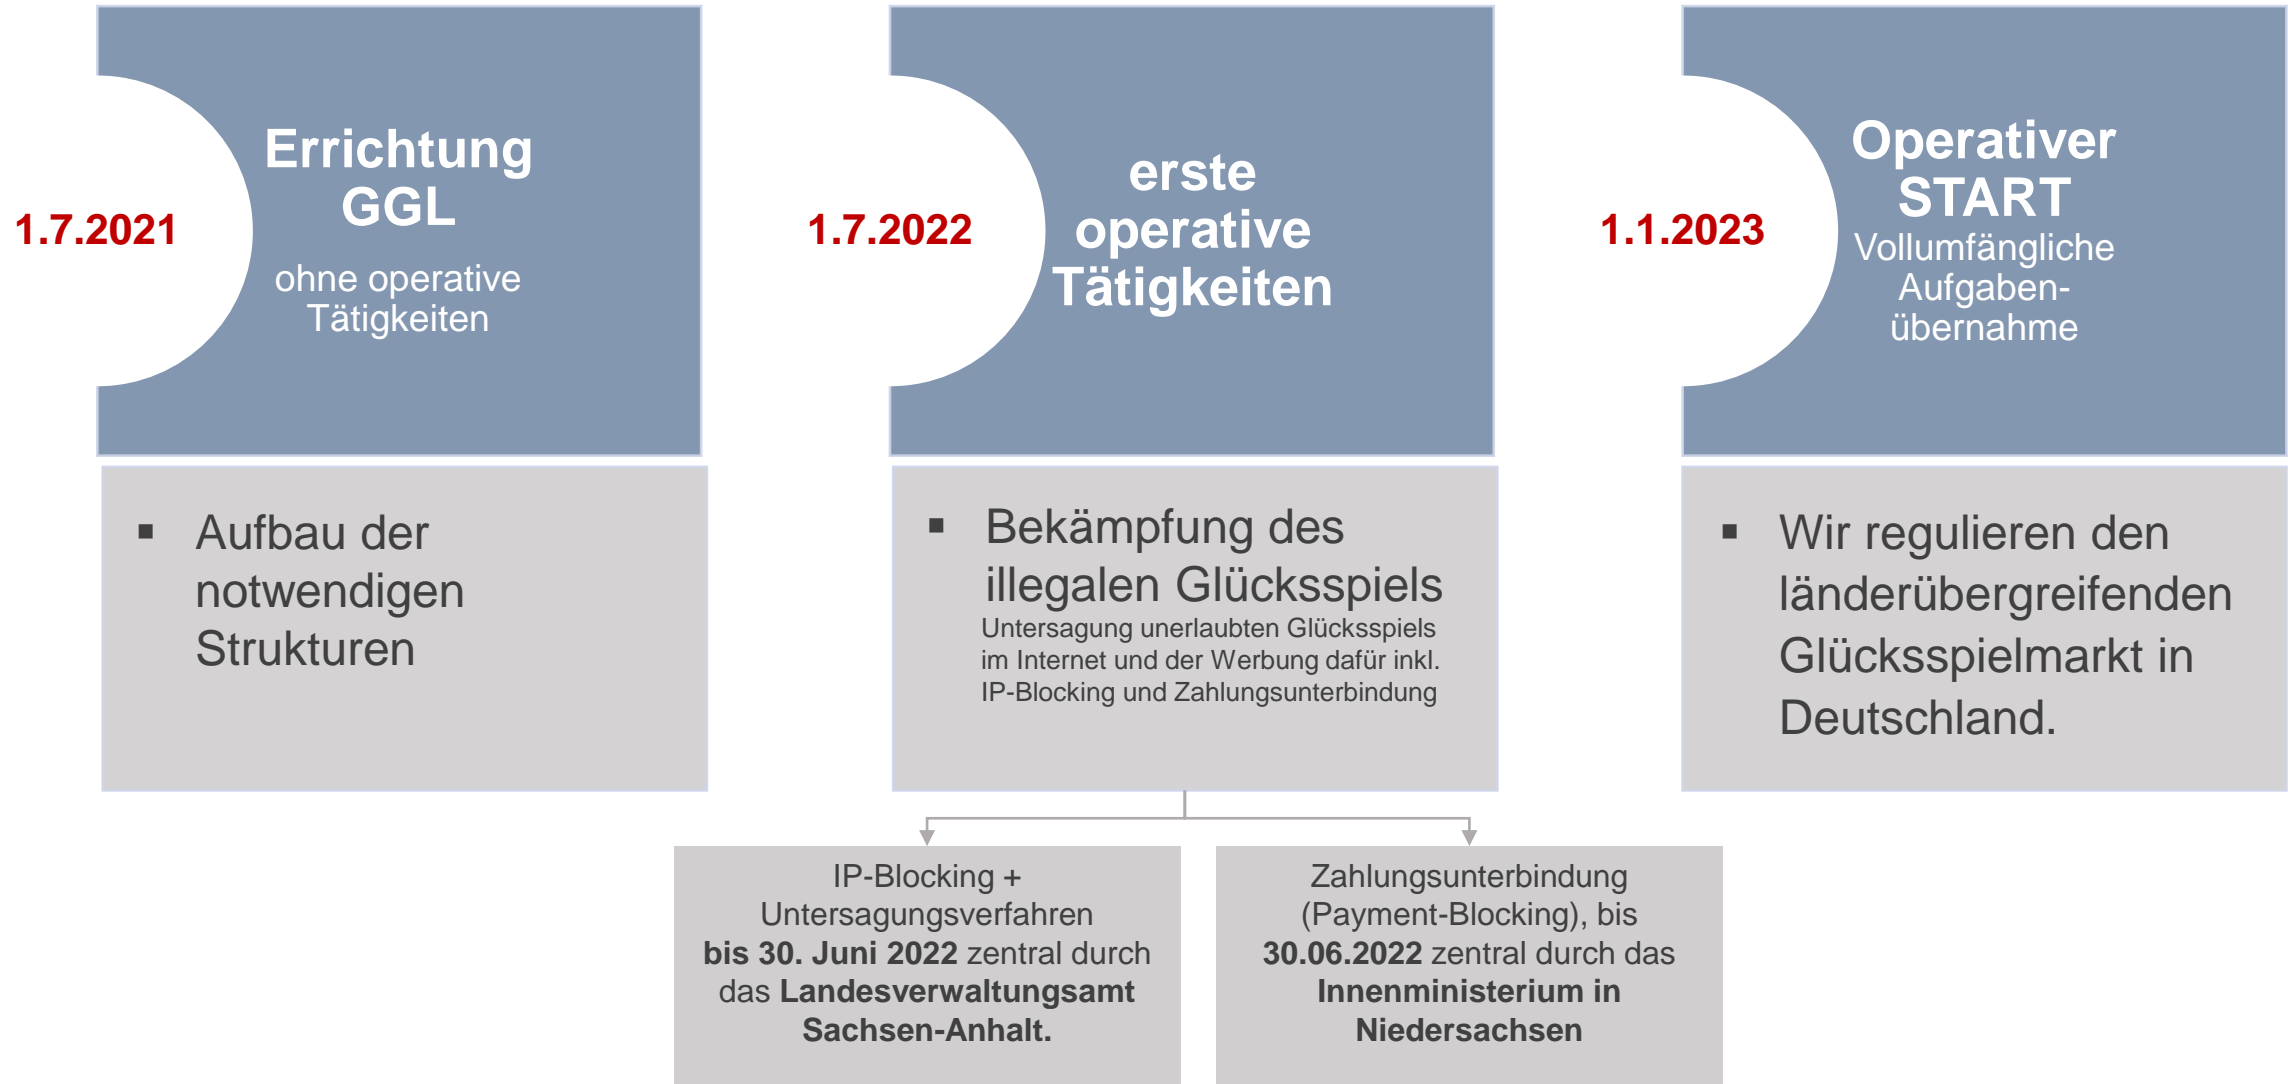 1.7.2021
Errichtung
GGL
ohne operative
Tätigkeiten
▪ Aufbau der
notwendigen
Strukturen
1.7.2022
erste
operative
Tätigkeiten
▪ Bekämpfung des
illegalen Glücksspiels
Untersagung unerlaubten Glücksspiels
im Internet und der Werbung dafür inkl.
IP-Blocking und Zahlungsunterbindung
IP-Blocking +
Untersagungsverfahren
bis 30. Juni 2022 zentral durch
das Landesverwaltungsamt
Sachsen-Anhalt.
Zahlungsunterbindung
(Payment-Blocking), bis
30.06.2022 zentral durch das
Innenministerium in
Niedersachsen
1.1.2023
Operativer
START
Vollumfängliche
Aufgaben-
übernahme
▪ Wir regulieren den
länderübergreifenden
Glücksspielmarkt in
Deutschland.